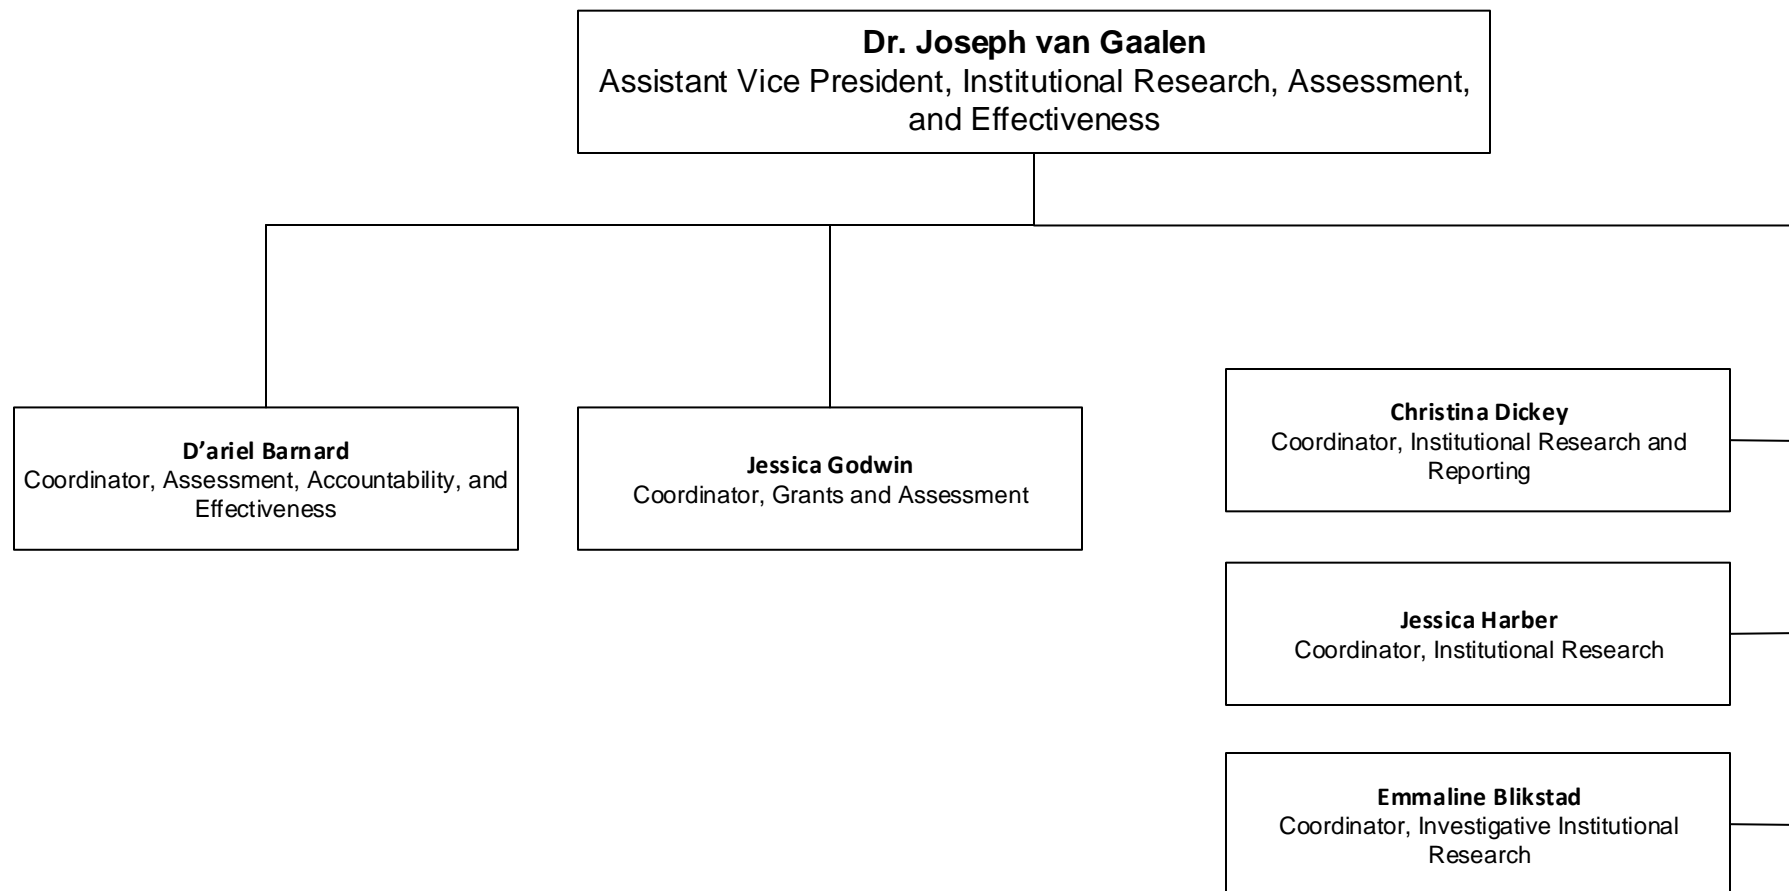 Dr. Joseph van Gaalen
Assistant Vice President, Institutional Research, Assessment,
and Effectiveness
D’ariel Barnard
Coordinator, Assessment, Accountability, and
Effectiveness
Jessica Godwin
Coordinator, Grants and Assessment
Christina Dickey
Coordinator, Institutional Research and
Reporting
Jessica Harber
Coordinator, Institutional Research
Emmaline Blikstad
Coordinator, Investigative Institutional
Research